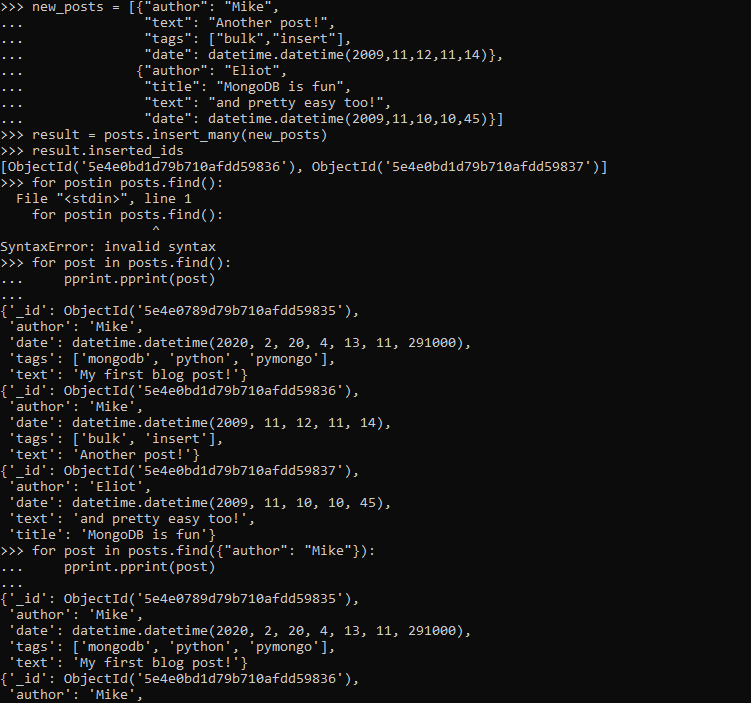 >>> new_posts = [{"author": "Mike",
...               "text": "Another post!",
...               "tags": ["bulk","insert"],
...               "date": datetime.datetime(2009,11,12,11,14)},
...              {"author": "Eliot",
...               "title": "MongoDB is fun",
...               "text": "and pretty easy too!",
...               "date": datetime.datetime(2009,11,10,10,45)}]
>>> result = posts.insert_many(new_posts)
>>> result.inserted_ids
[ObjectId('5e4e0bd1d79b710afdd59836'), ObjectId('5e4e0bd1d79b710afdd59837')]
>>> for postin posts.find():
  File "<stdin>", line 1
    for postin posts.find():
                   ^
SyntaxError: invalid syntax
>>> for post in posts.find():
...     pprint.pprint(post)
...
{'_id': ObjectId('5e4e0789d79b710afdd59835'),
 'author': 'Mike',
 'date': datetime.datetime(2020, 2, 20, 4, 13, 11, 291000),
 'tags': ['mongodb', 'python', 'pymongo'],
 'text': 'My first blog post!'}
{'_id': ObjectId('5e4e0bd1d79b710afdd59836'),
 'author': 'Mike',
 'date': datetime.datetime(2009, 11, 12, 11, 14),
 'tags': ['bulk', 'insert'],
 'text': 'Another post!'}
{'_id': ObjectId('5e4e0bd1d79b710afdd59837'),
 'author': 'Eliot',
 'date': datetime.datetime(2009, 11, 10, 10, 45),
 'text': 'and pretty easy too!',
 'title': 'MongoDB is fun'}
>>> for post in posts.find({"author": "Mike"}):
...     pprint.pprint(post)
...
{'_id': ObjectId('5e4e0789d79b710afdd59835'),
 'author': 'Mike',
 'date': datetime.datetime(2020, 2, 20, 4, 13, 11, 291000),
 'tags': ['mongodb', 'python', 'pymongo'],
 'text': 'My first blog post!'}
{'_id': ObjectId('5e4e0bd1d79b710afdd59836'),
 'author': 'Mike',